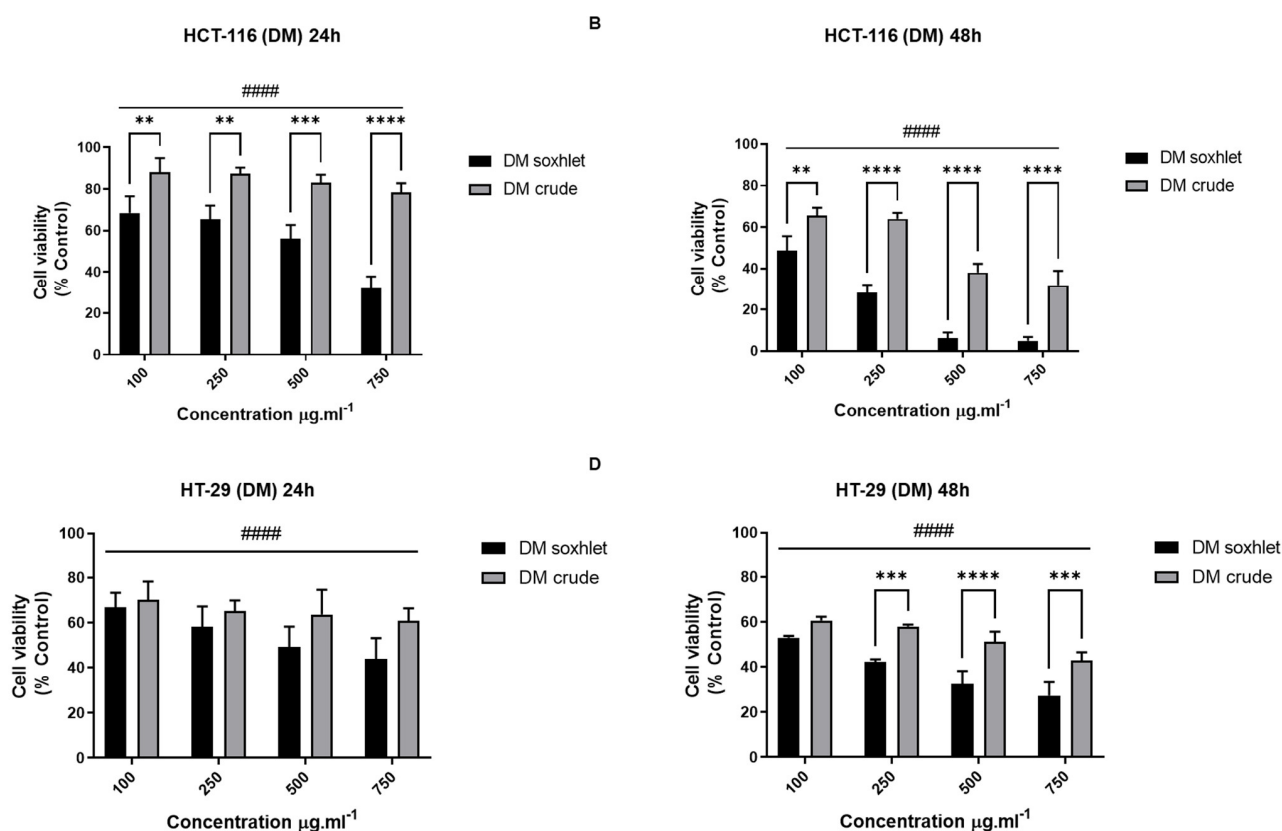 HCT-116 (DM) 24h
####
** ** *** ****
100
80
60
40
20
0
Cell viability
(% Control)
100 250 500 750
Concentration µg.ml⁻¹
DM soxhlet
DM crude
B
HCT-116 (DM) 48h
####
** **** **** ****
100
80
60
40
20
0
Cell viability
(% Control)
100 250 500 750
Concentration µg.ml⁻¹
DM soxhlet
DM crude
HT-29 (DM) 24h
####
100
80
60
40
20
0
Cell viability
(% Control)
100 250 500 750
Concentration µg.ml⁻¹
DM soxhlet
DM crude
D
HT-29 (DM) 48h
####
*** **** ***
100
80
60
40
20
0
Cell viability
(% Control)
100 250 500 750
Concentration µg.ml⁻¹
DM soxhlet
DM crude